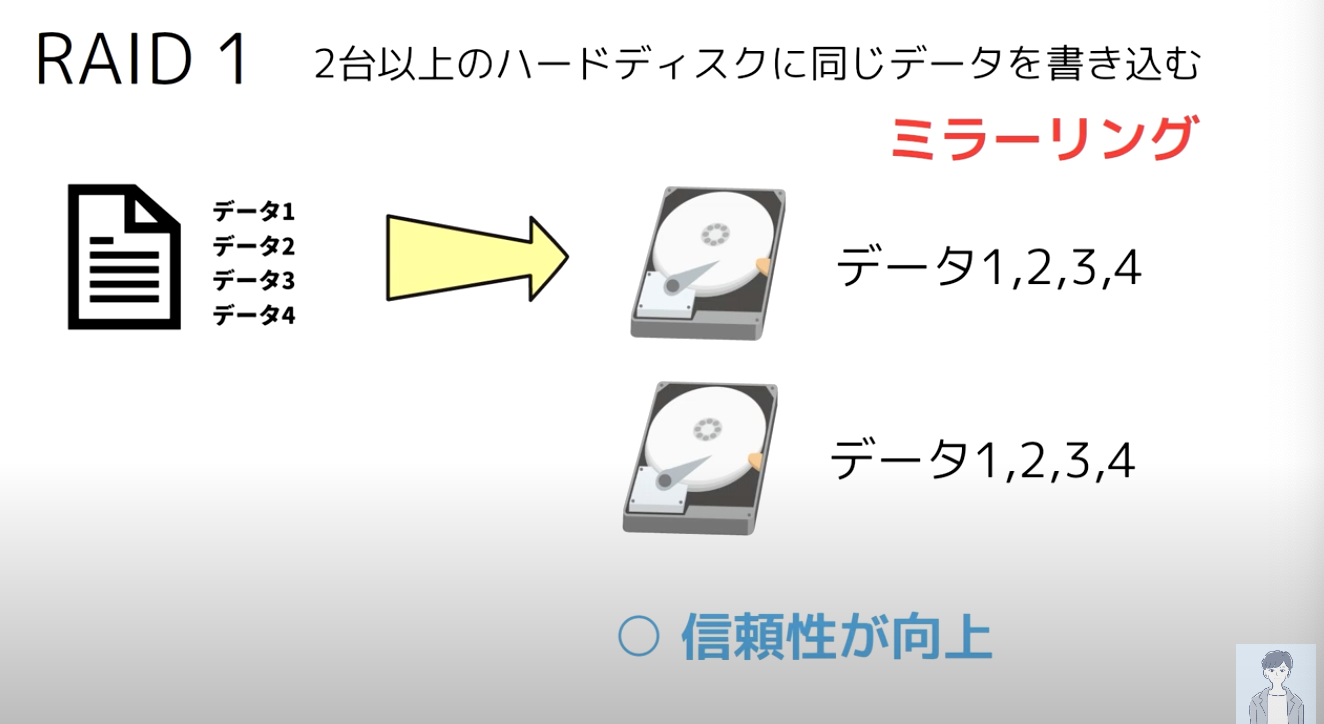 RAID 1
2台以上のハードディスクに同じデータを書き込む
ミラーリング
データ1
データ2
データ3
データ4
データ1,2,3,4
データ1,2,3,4
○ 信頼性が向上